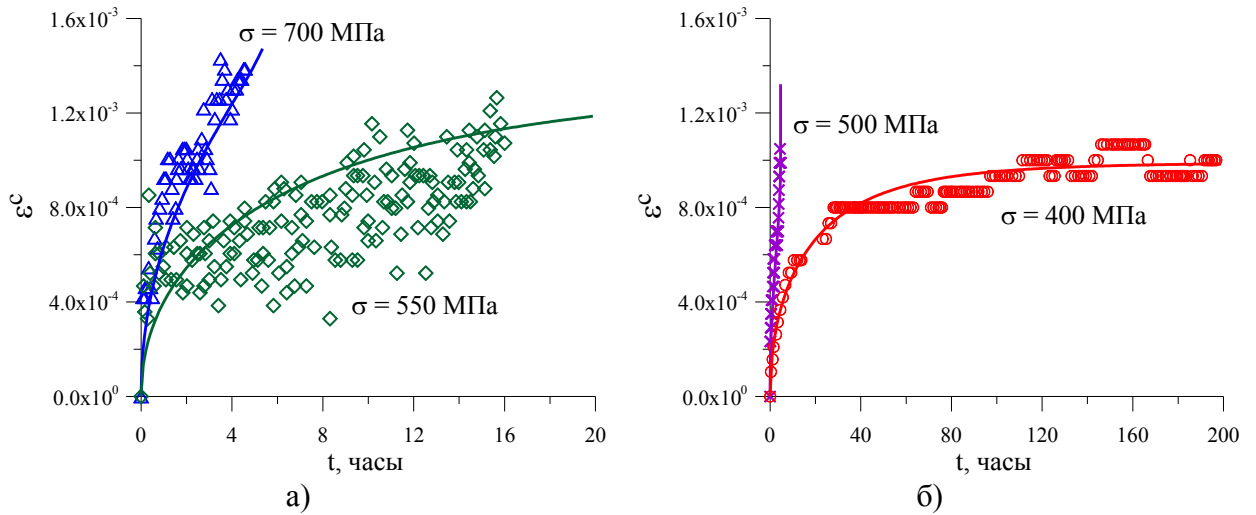 1.6x10⁻³
1.2x10⁻³
8.0x10⁻⁴
4.0x10⁻⁴
0.0x10⁰
εᶜ
σ = 700 МПа
σ = 550 МПа
0 4 8 12 16 20
t, часы
а)
1.6x10⁻³
1.2x10⁻³
8.0x10⁻⁴
4.0x10⁻⁴
0.0x10⁰
εᶜ
σ = 500 МПа
σ = 400 МПа
0 40 80 120 160 200
t, часы
б)